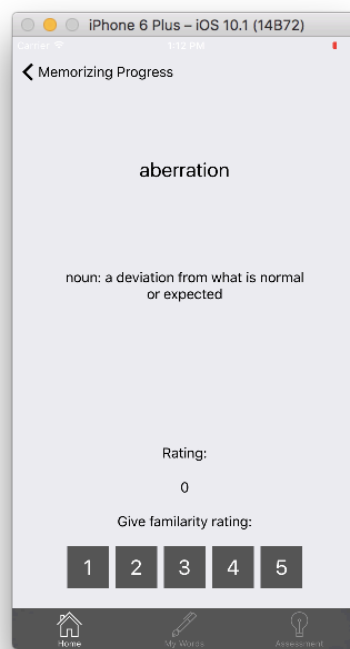 iPhone 6 Plus – iOS 10.1 (14B72)
Carrier 1:12 PM
Memorizing Progress
aberration
noun: a deviation from what is normal
or expected
Rating:
0
Give familarity rating:
1 2 3 4 5
Home My Words Assessment